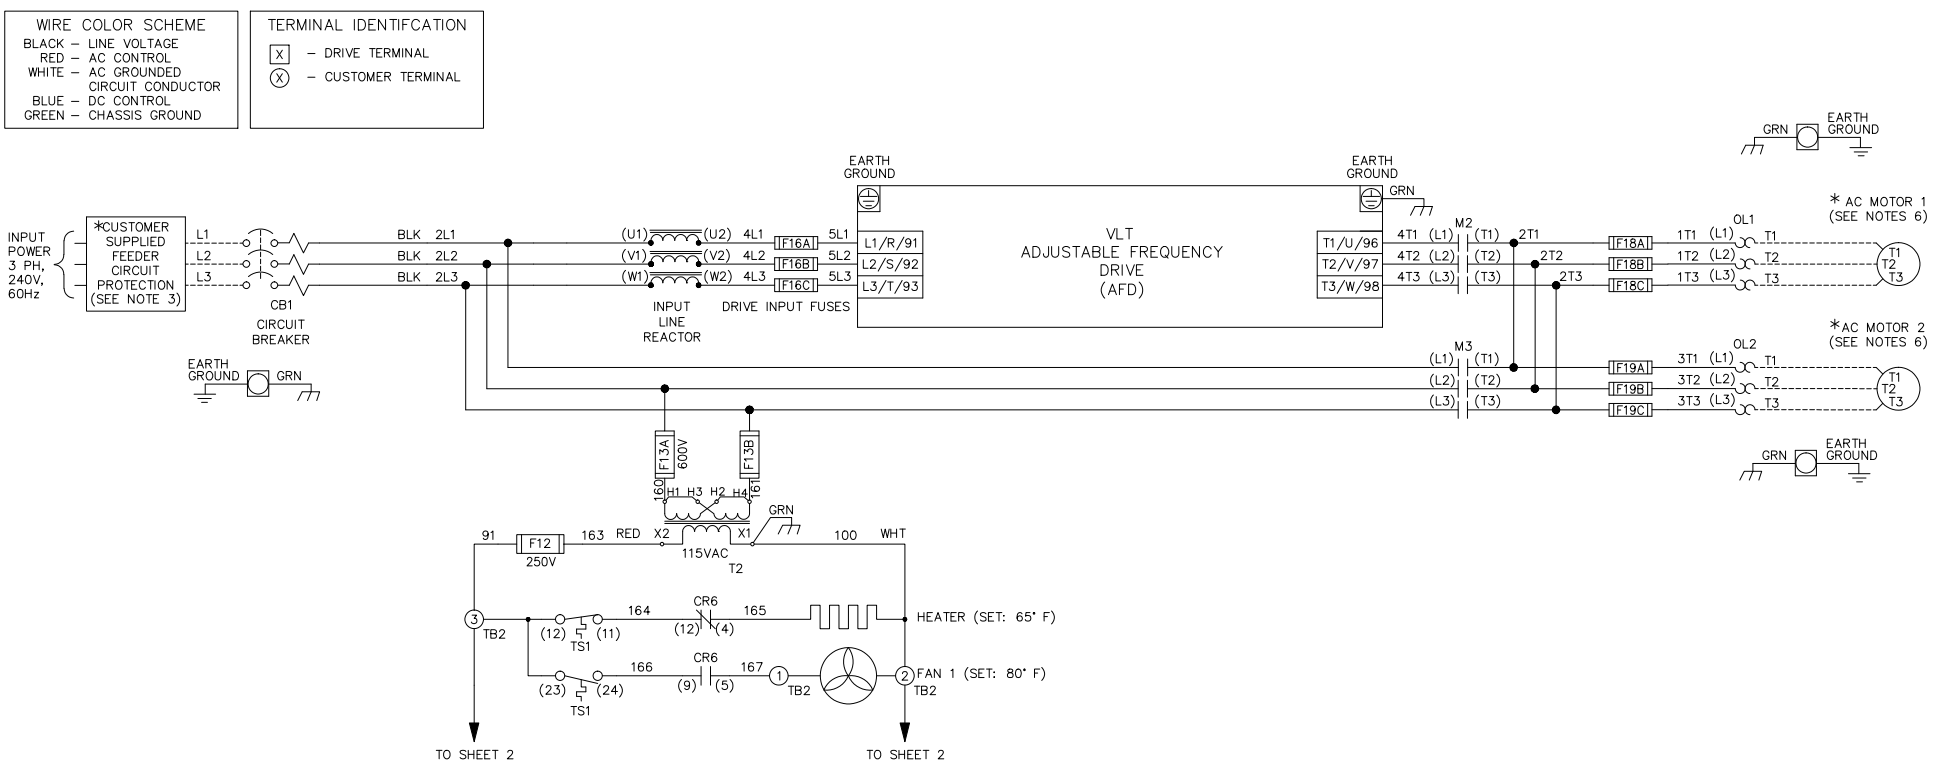 WIRE COLOR SCHEME
BLACK – LINE VOLTAGE
RED – AC CONTROL
WHITE – AC GROUNDED
CIRCUIT CONDUCTOR
BLUE – DC CONTROL
GREEN – CHASSIS GROUND
TERMINAL IDENTIFCATION
X – DRIVE TERMINAL
X – CUSTOMER TERMINAL
INPUT
POWER
3 PH,
240V,
60Hz
*CUSTOMER
SUPPLIED
FEEDER
CIRCUIT
PROTECTION
(SEE NOTE 3)
L1
L2
L3
CB1
CIRCUIT
BREAKER
EARTH
GROUND
GRN
BLK 2L1
BLK 2L2
BLK 2L3
(U1) (U2) 4L1 F16A 5L1
(V1) (V2) 4L2 F16B 5L2
(W1) (W2) 4L3 F16C 5L3
INPUT
LINE
REACTOR
DRIVE INPUT FUSES
EARTH
GROUND
L1/R/91
L2/S/92
L3/T/93
VLT
ADJUSTABLE FREQUENCY
DRIVE
(AFD)
EARTH
GROUND
GRN
T1/U/96
T2/V/97
T3/W/98
M2
4T1 (L1) (T1) 2T1 F18A 1T1 (L1) T1
4T2 (L2) (T2) 2T2 F18B 1T2 (L2) T2
4T3 (L3) (T3) 2T3 F18C 1T3 (L3) T3
OL1
GRN
EARTH
GROUND
* AC MOTOR 1
(SEE NOTES 6)
T1
T2
T3
M3
(L1) (T1) F19A 3T1 (L1) T1
(L2) (T2) F19B 3T2 (L2) T2
(L3) (T3) F19C 3T3 (L3) T3
OL2
*AC MOTOR 2
(SEE NOTES 6)
T1
T2
T3
GRN
EARTH
GROUND
F13A
600V
F13B
160
H1 H3 H2 H4
161
GRN
91 F12 163 RED X2 X1 100 WHT
250V
115VAC
T2
3
TB2
(12) (11) 164 CR6 165 HEATER (SET: 65° F)
TS1
(12) (4)
(23) (24) 166 CR6 167 1 2 FAN 1 (SET: 80° F)
TS1
(9) (5)
TB2
TB2
TO SHEET 2
TO SHEET 2